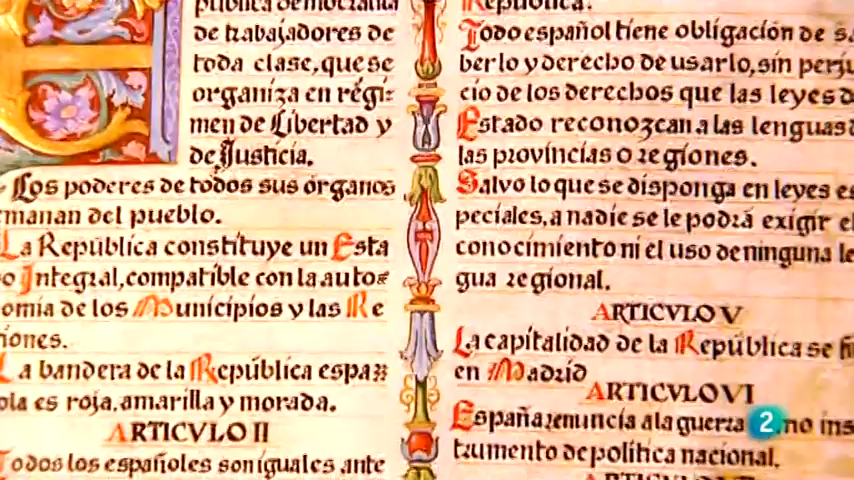 pública democrática
de trabajadores de
toda clase, que se
organiza en régi=
men de Libertad y
de Justicia.
Los poderes de todos sus órganos
manan del pueblo.
La República constituye un Esta
o Integral, compatible con la auto=
omía de los Municipios y las Re
iones.
La bandera de la República espa=
ola es roja, amarilla y morada.
ARTICVLO II
Todos los españoles son iguales ante
República.
Todo español tiene obligación de sa
berlo y derecho de usarlo, sin perju
cio de los derechos que las leyes d
Estado reconozcan a las lenguas d
las provincias o regiones.
Salvo lo que se disponga en leyes es
peciales, a nadie se le podrá exigir el
conocimiento ni el uso de ninguna le
gua regional.
ARTICVLO V
La capitalidad de la República se fi
en Madrid
ARTICVLO VI
España renuncia a la guerra 2 no ins
trumento de política nacional.